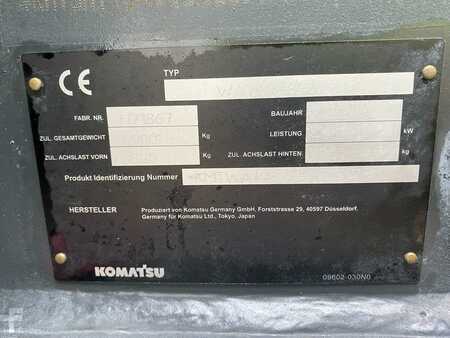 CE
TYP
FABR. NR.
BAUJAHR
ZUL. GESAMTGEWICHT Kg
LEISTUNG kW
ZUL. ACHSLAST VORN Kg
ZUL. ACHSLAST HINTEN Kg
Produkt Identifizierung Nummer
HERSTELLER
Produziert von Komatsu Germany GmbH, Forststrasse 29, 40597 Düsseldorf,
Germany für Komatsu Ltd., Tokyo, Japan
KOMATSU
09602-030N0